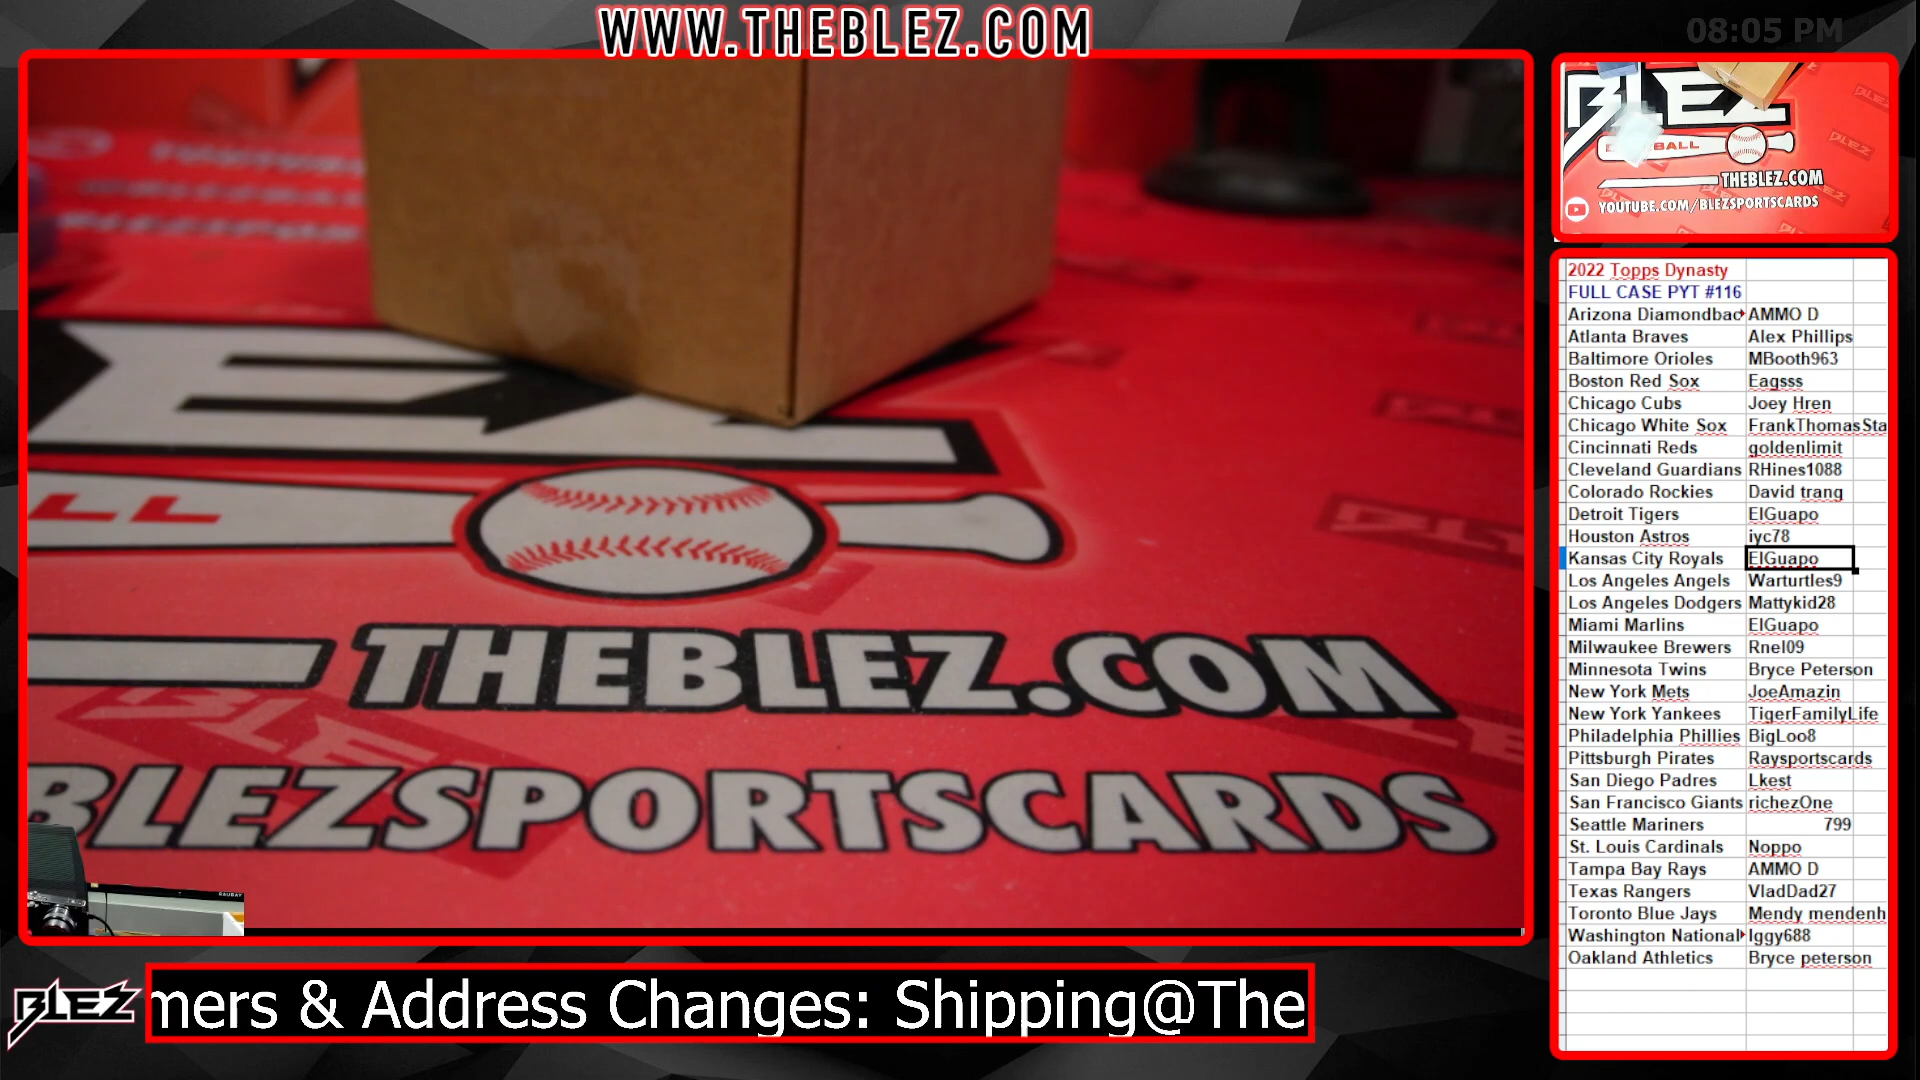 WWW.THEBLEZ.COM
08:05 PM
LL
THEBLEZ.COM
BLEZSPORTSCARDS
BLEZ
BALL
THEBLEZ.COM
YOUTUBE.COM/BLEZSPORTSCARDS
2022 Topps Dynasty
FULL CASE PYT #116
Arizona Diamondbac AMMO D
Atlanta Braves Alex Phillips
Baltimore Orioles MBooth963
Boston Red Sox Eagsss
Chicago Cubs Joey Hren
Chicago White Sox FrankThomasSta
Cincinnati Reds goldenlimit
Cleveland Guardians RHines1088
Colorado Rockies David trang
Detroit Tigers ElGuapo
Houston Astros iyc78
Kansas City Royals ElGuapo
Los Angeles Angels Warturtles9
Los Angeles Dodgers Mattykid28
Miami Marlins ElGuapo
Milwaukee Brewers Rnel09
Minnesota Twins Bryce Peterson
New York Mets JoeAmazin
New York Yankees TigerFamilyLife
Philadelphia Phillies BigLoo8
Pittsburgh Pirates Raysportscards
San Diego Padres Lkest
San Francisco Giants richezOne
Seattle Mariners 799
St. Louis Cardinals Noppo
Tampa Bay Rays AMMO D
Texas Rangers VladDad27
Toronto Blue Jays Mendy mendenh
Washington National Iggy688
Oakland Athletics Bryce peterson
BLEZ
mers & Address Changes: Shipping@The